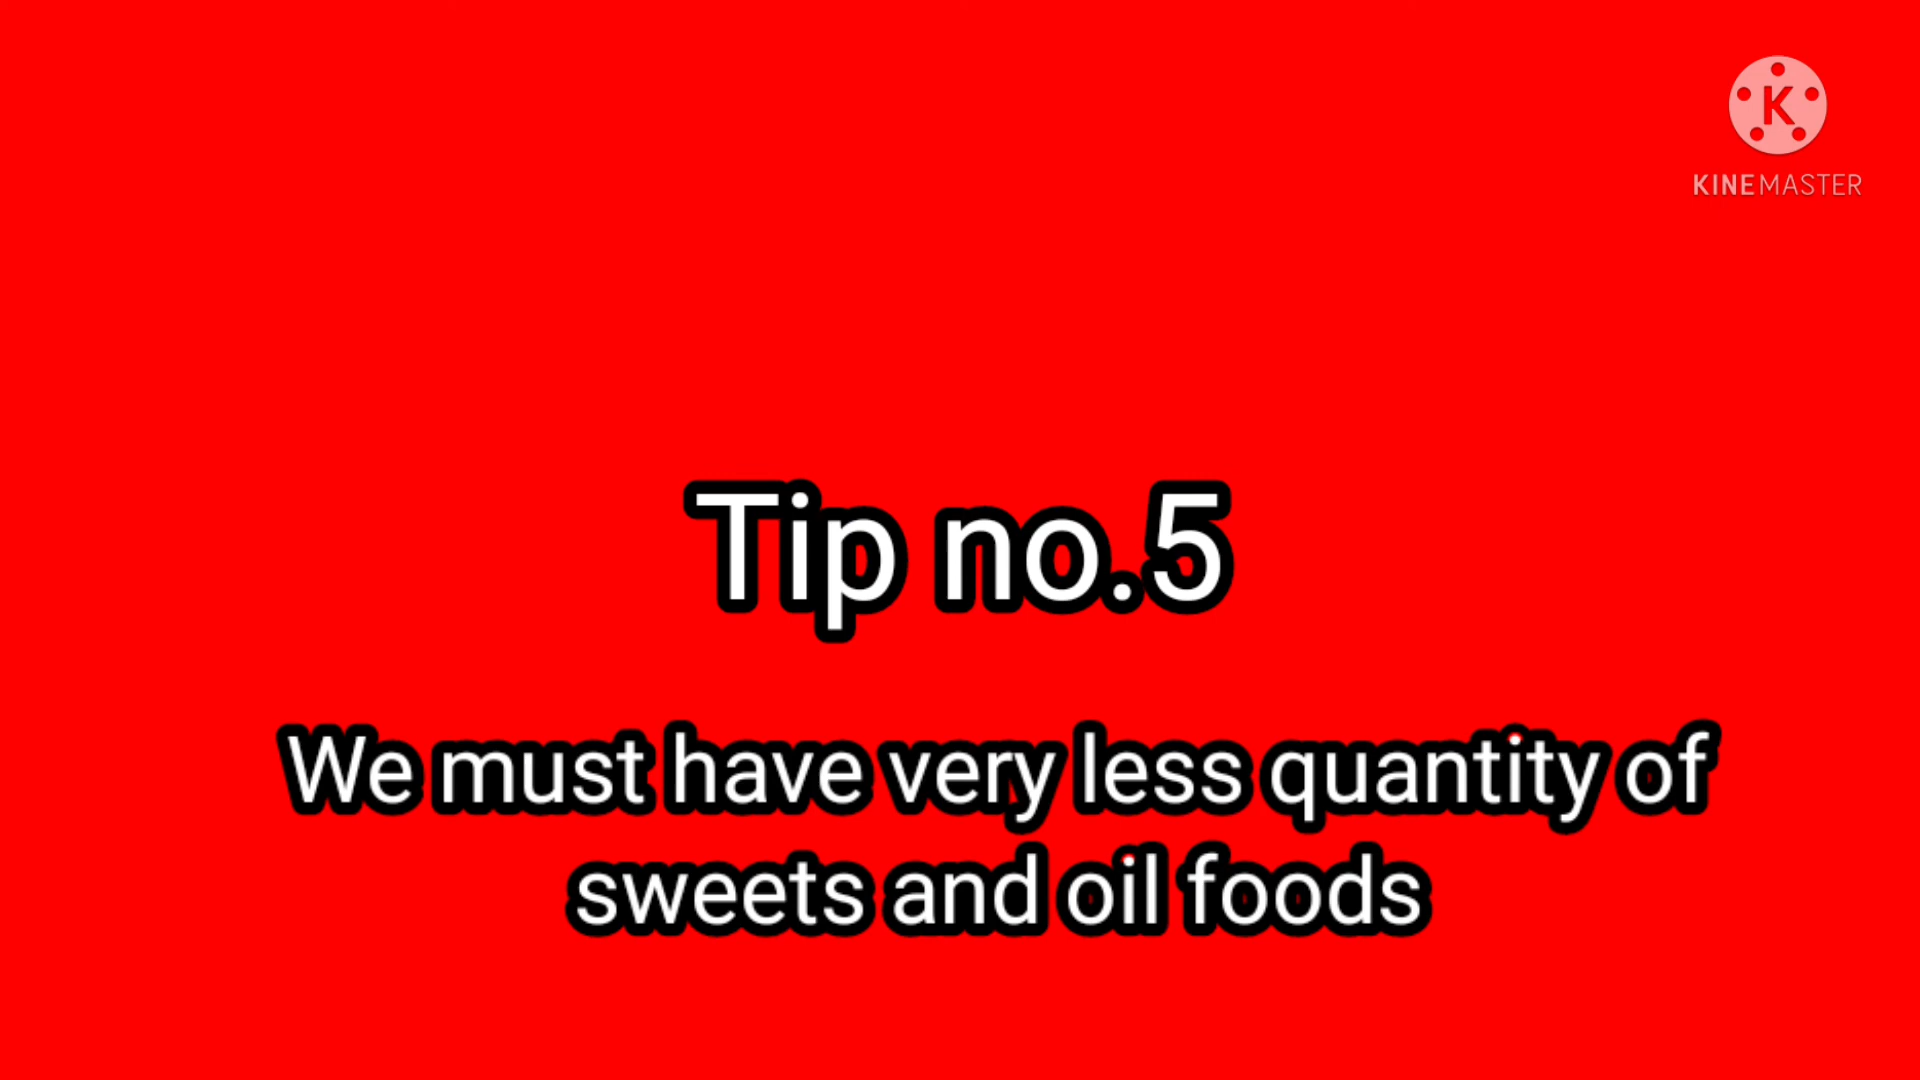 K
KINEMASTER
Tip no.5
We must have very less quantity of
sweets and oil foods